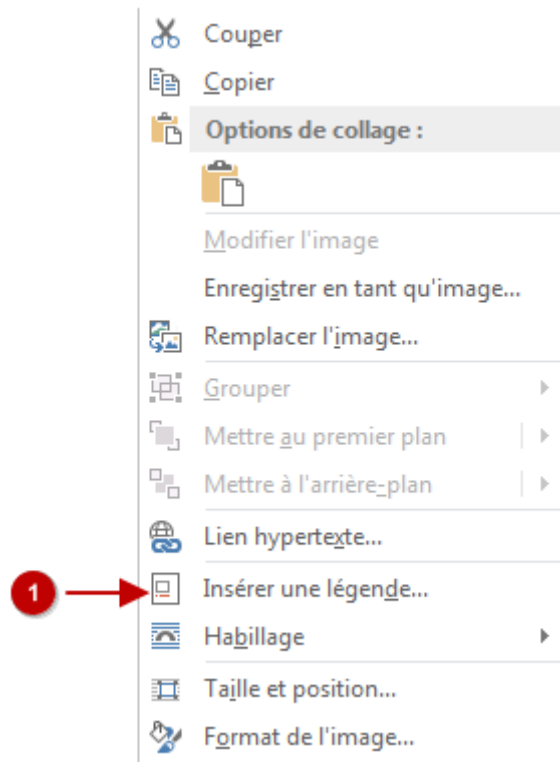 Couper
Copier
Options de collage :
Modifier l'image
Enregistrer en tant qu'image...
Remplacer l'image...
Grouper
Mettre au premier plan
Mettre à l'arrière-plan
Lien hypertexte...
1
Insérer une légende...
Habillage
Taille et position...
Format de l'image...